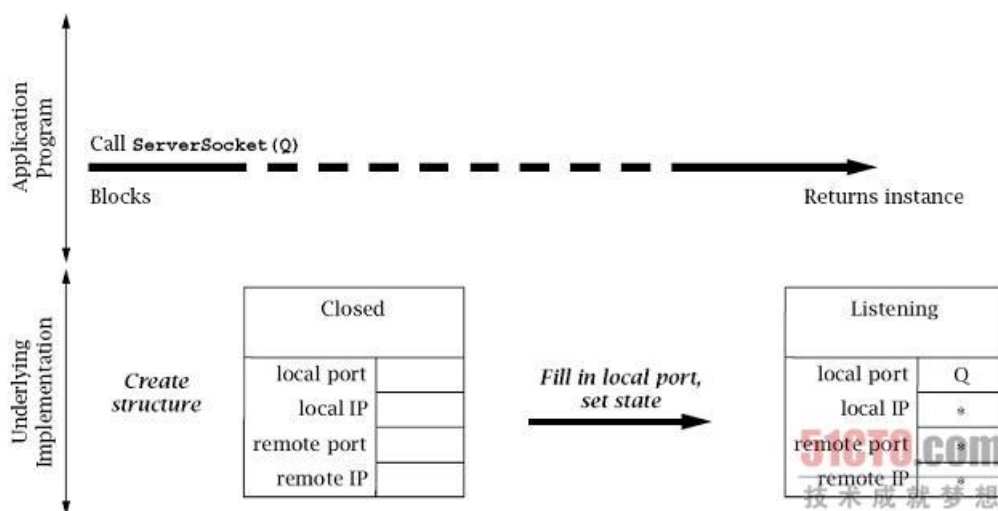 Application
Program
Call ServerSocket(Q)
Blocks
Returns instance
Underlying
Implementation
Create
structure
Closed
local port
local IP
remote port
remote IP
Fill in local port,
set state
Listening
local port Q
local IP *
remote port *
remote IP *
51CTO.com
技术成就梦想